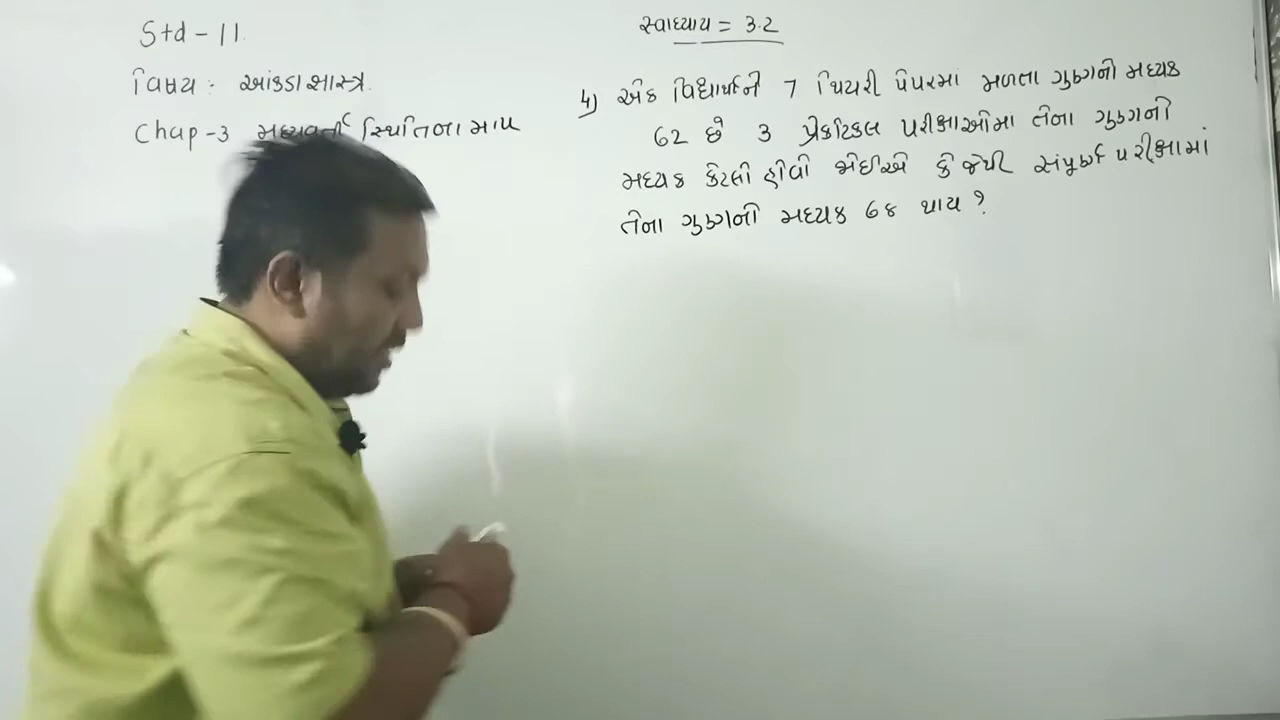 Std - 11.
વિષય : આંકડાશાસ્ત્ર.
Chap -3 મધ્યવર્તી સ્થિતિના માપ
સ્વાધ્યાય = 3.2
4) એક વિદ્યાર્થીને 7 થિયરી પેપરમાં મળતા ગુણની મધ્યક
62 છે 3 પ્રેકટિકલ પરીક્ષાઓમા તેના ગુણની
મધ્યક કેટલી હોવી જોઈએ કે જેથી સંપૂર્ણ પરીક્ષામાં
તેના ગુણની મધ્યક 68 થાય ?